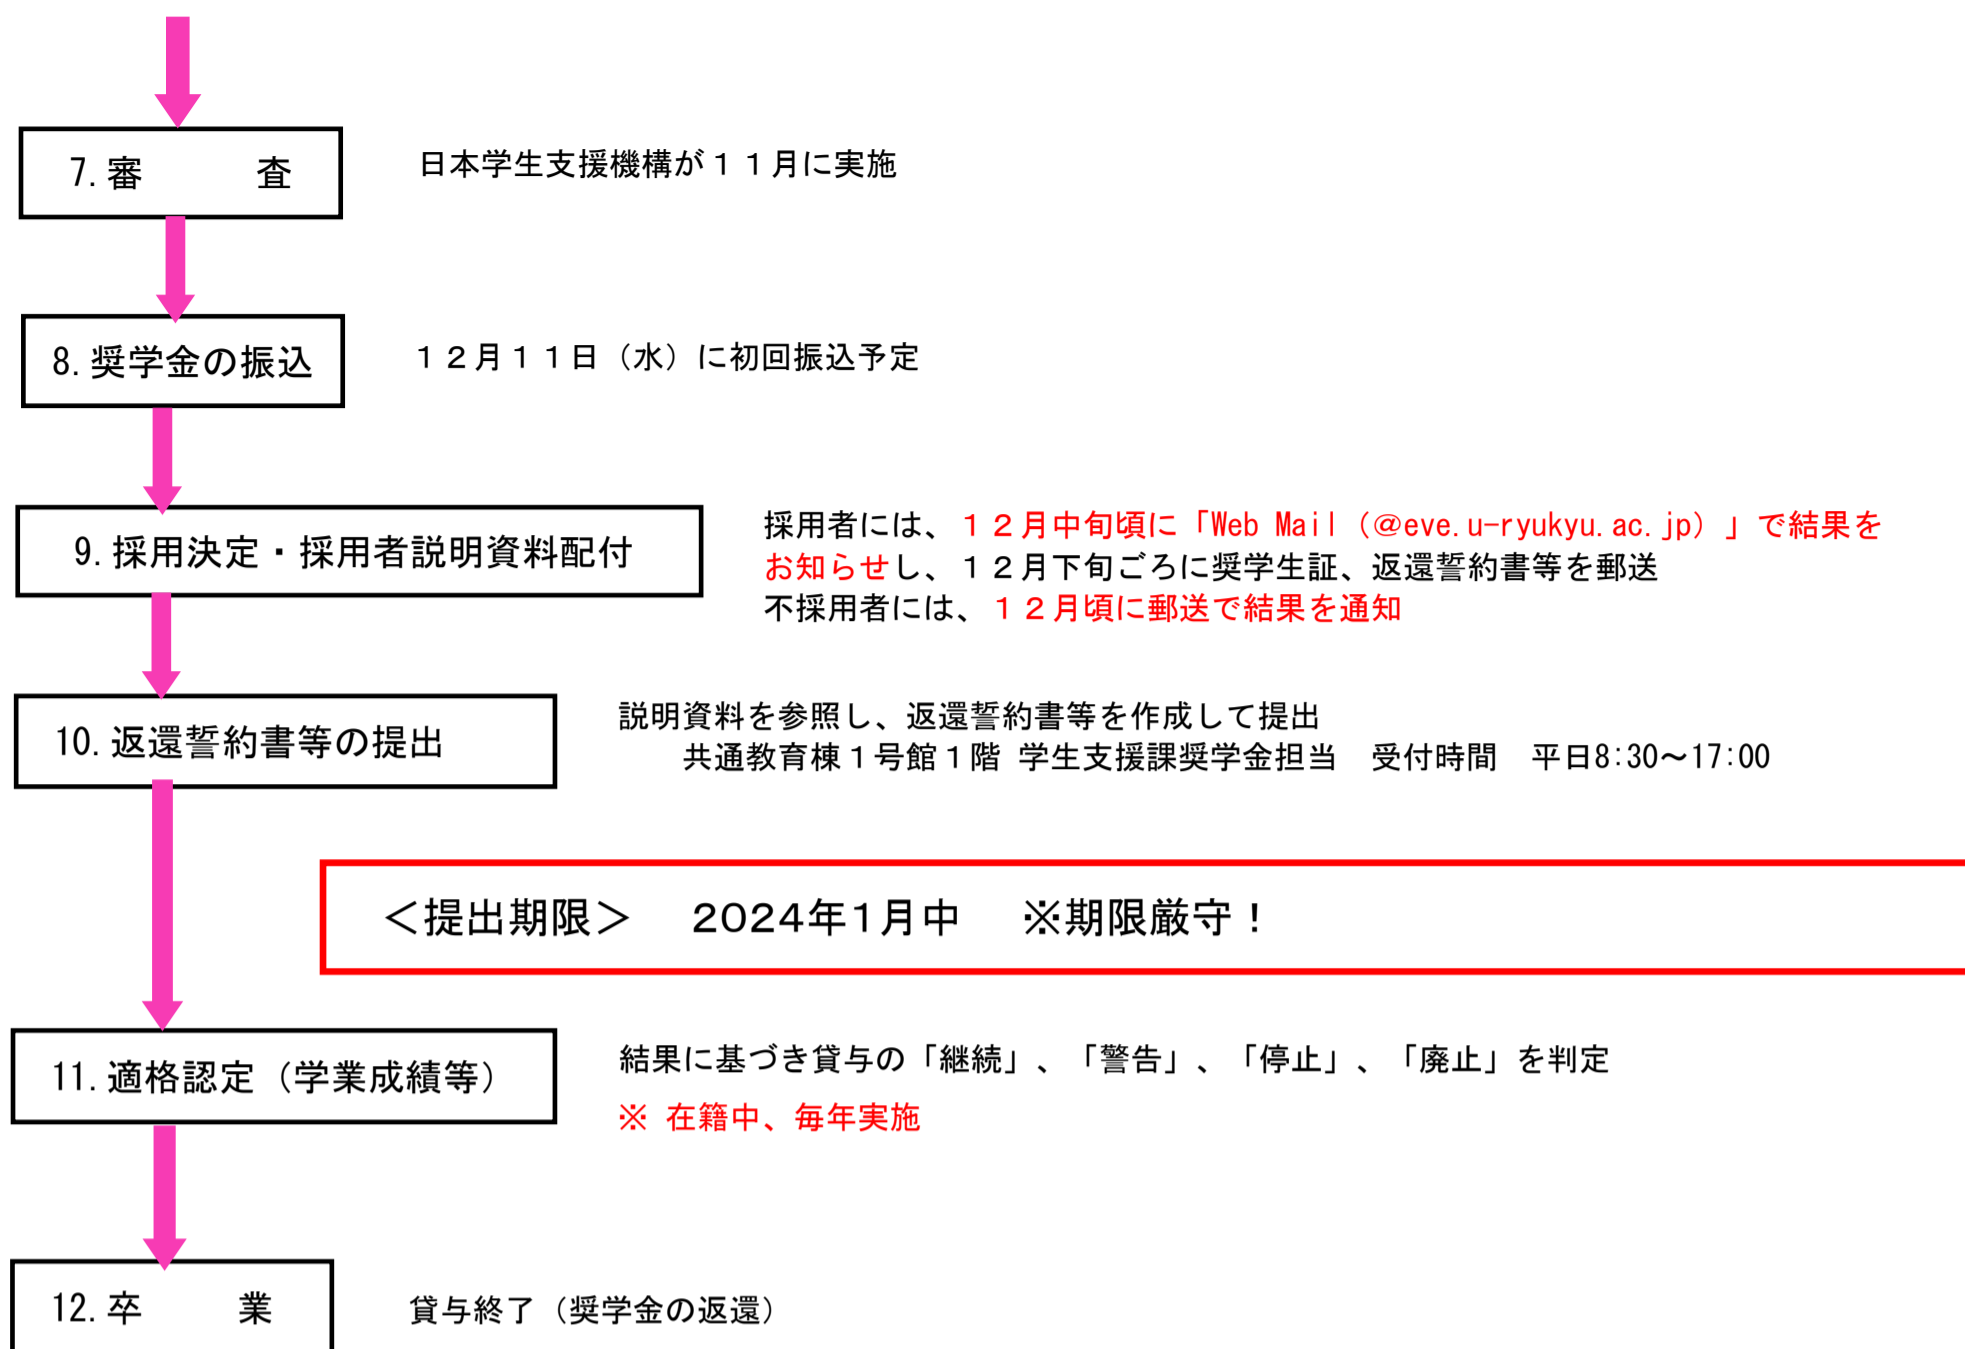 7.審　　　査
日本学生支援機構が１１月に実施
8.奨学金の振込
１２月１１日（水）に初回振込予定
9.採用決定・採用者説明資料配付
採用者には、１２月中旬頃に「Web Mail（@eve.u-ryukyu.ac.jp）」で結果を
お知らせし、１２月下旬ごろに奨学生証、返還誓約書等を郵送
不採用者には、１２月頃に郵送で結果を通知
10.返還誓約書等の提出
説明資料を参照し、返還誓約書等を作成して提出
共通教育棟１号館１階 学生支援課奨学金担当　受付時間　平日8:30～17:00
＜提出期限＞　2024年1月中　※期限厳守！
11.適格認定（学業成績等）
結果に基づき貸与の「継続」、「警告」、「停止」、「廃止」を判定
※ 在籍中、毎年実施
12.卒　　　業
貸与終了（奨学金の返還）